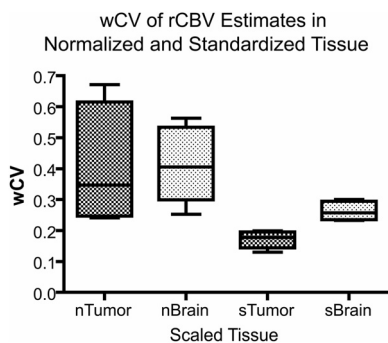 wCV of rCBV Estimates in
Normalized and Standardized Tissue
0.7
0.6
0.5
0.4
0.3
0.2
0.1
0.0
wCV
nTumor nBrain sTumor sBrain
Scaled Tissue